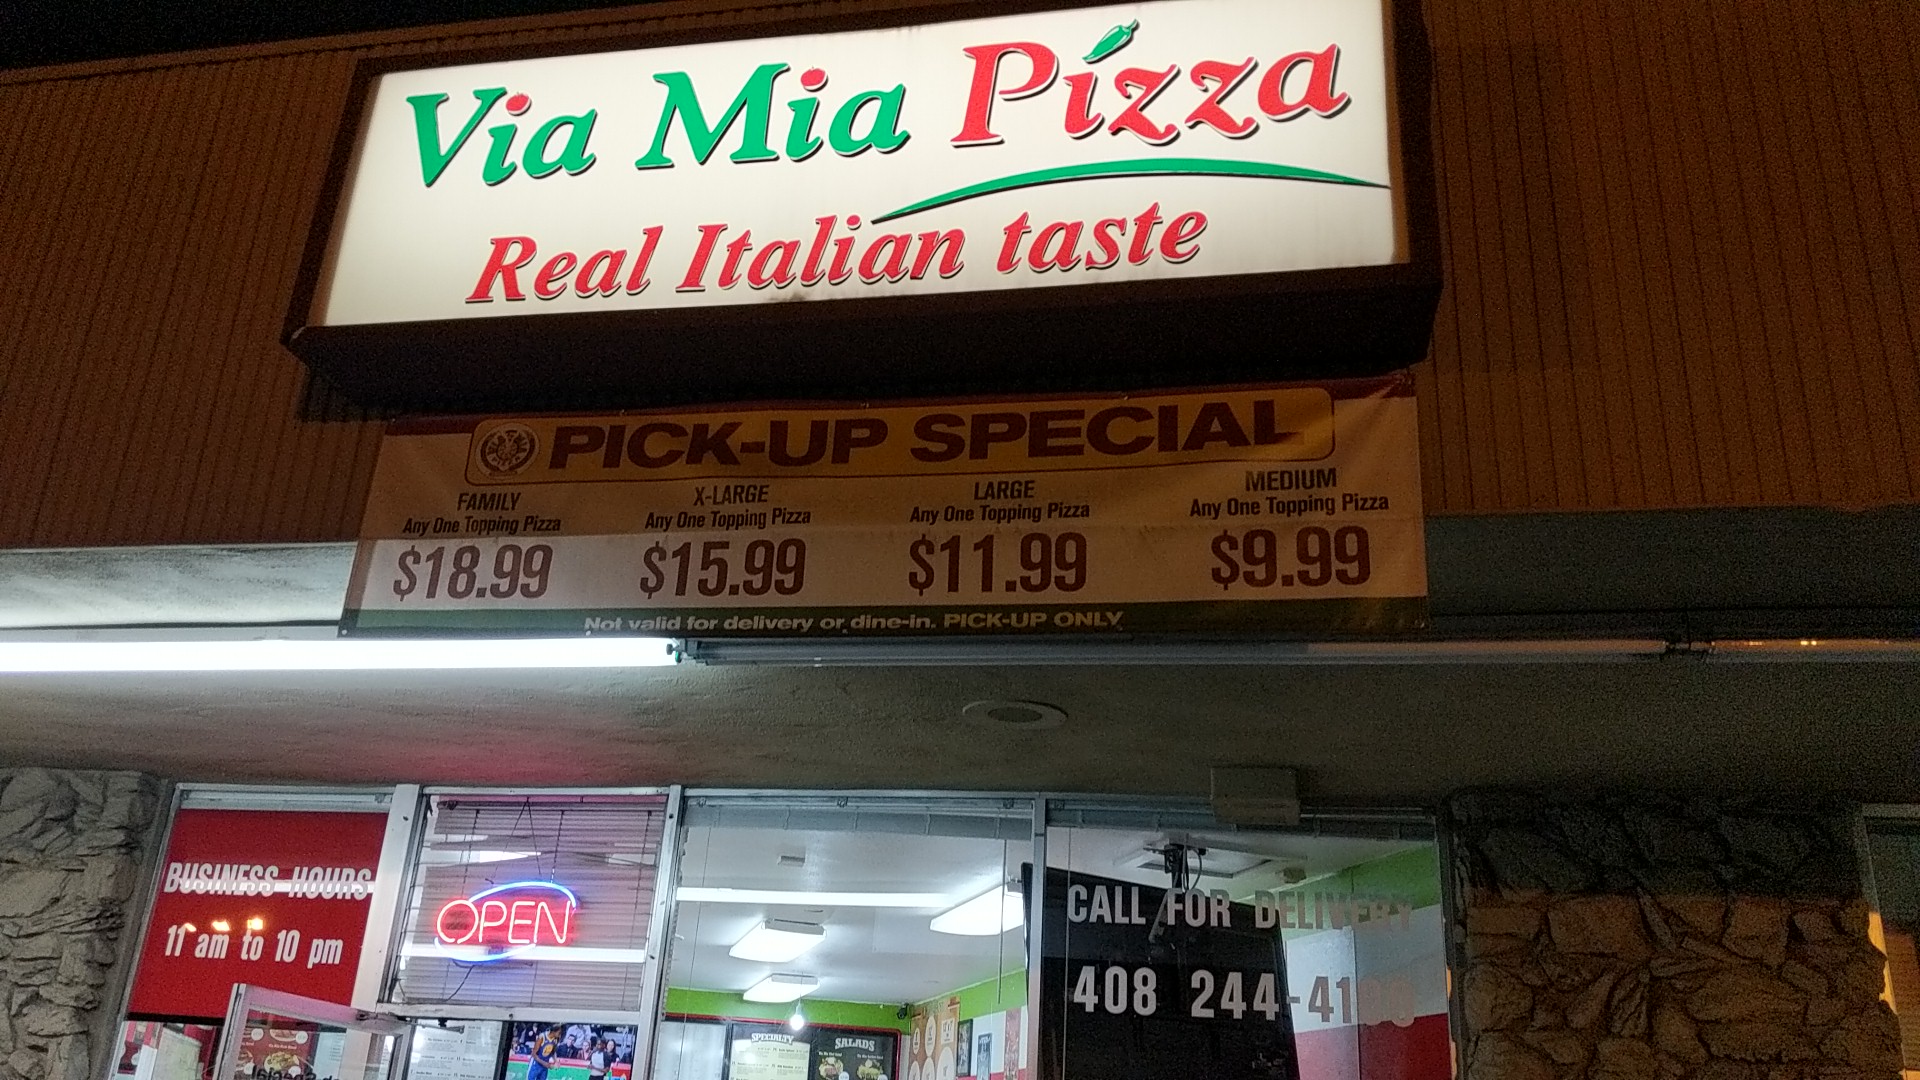 Via Mia Pizza
Real Italian taste
PICK-UP SPECIAL
FAMILY
Any One Topping Pizza
$18.99
X-LARGE
Any One Topping Pizza
$15.99
LARGE
Any One Topping Pizza
$11.99
MEDIUM
Any One Topping Pizza
$9.99
Not valid for delivery or dine-in. PICK-UP ONLY
BUSINESS HOURS
11 am to 10 pm
OPEN
CALL FOR DELIVERY
408 244-41
SPECIALTY
SALADS